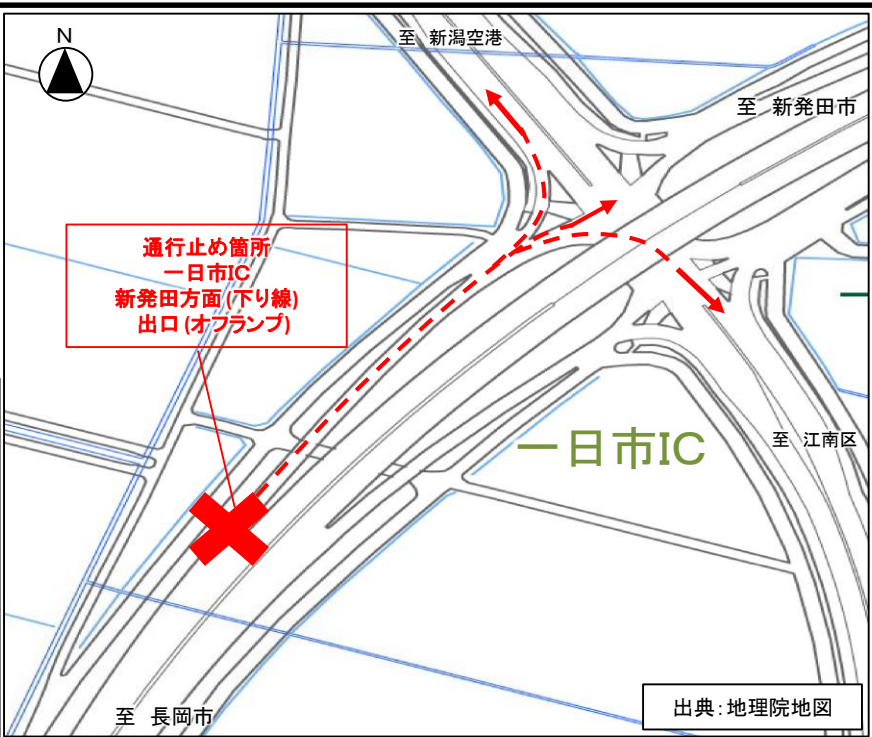 N
至 新潟空港
至 新発田市
通行止め箇所
一日市IC
新発田方面(下り線)
出口(オフランプ)
一日市IC
至 江南区
至 長岡市
出典:地理院地図